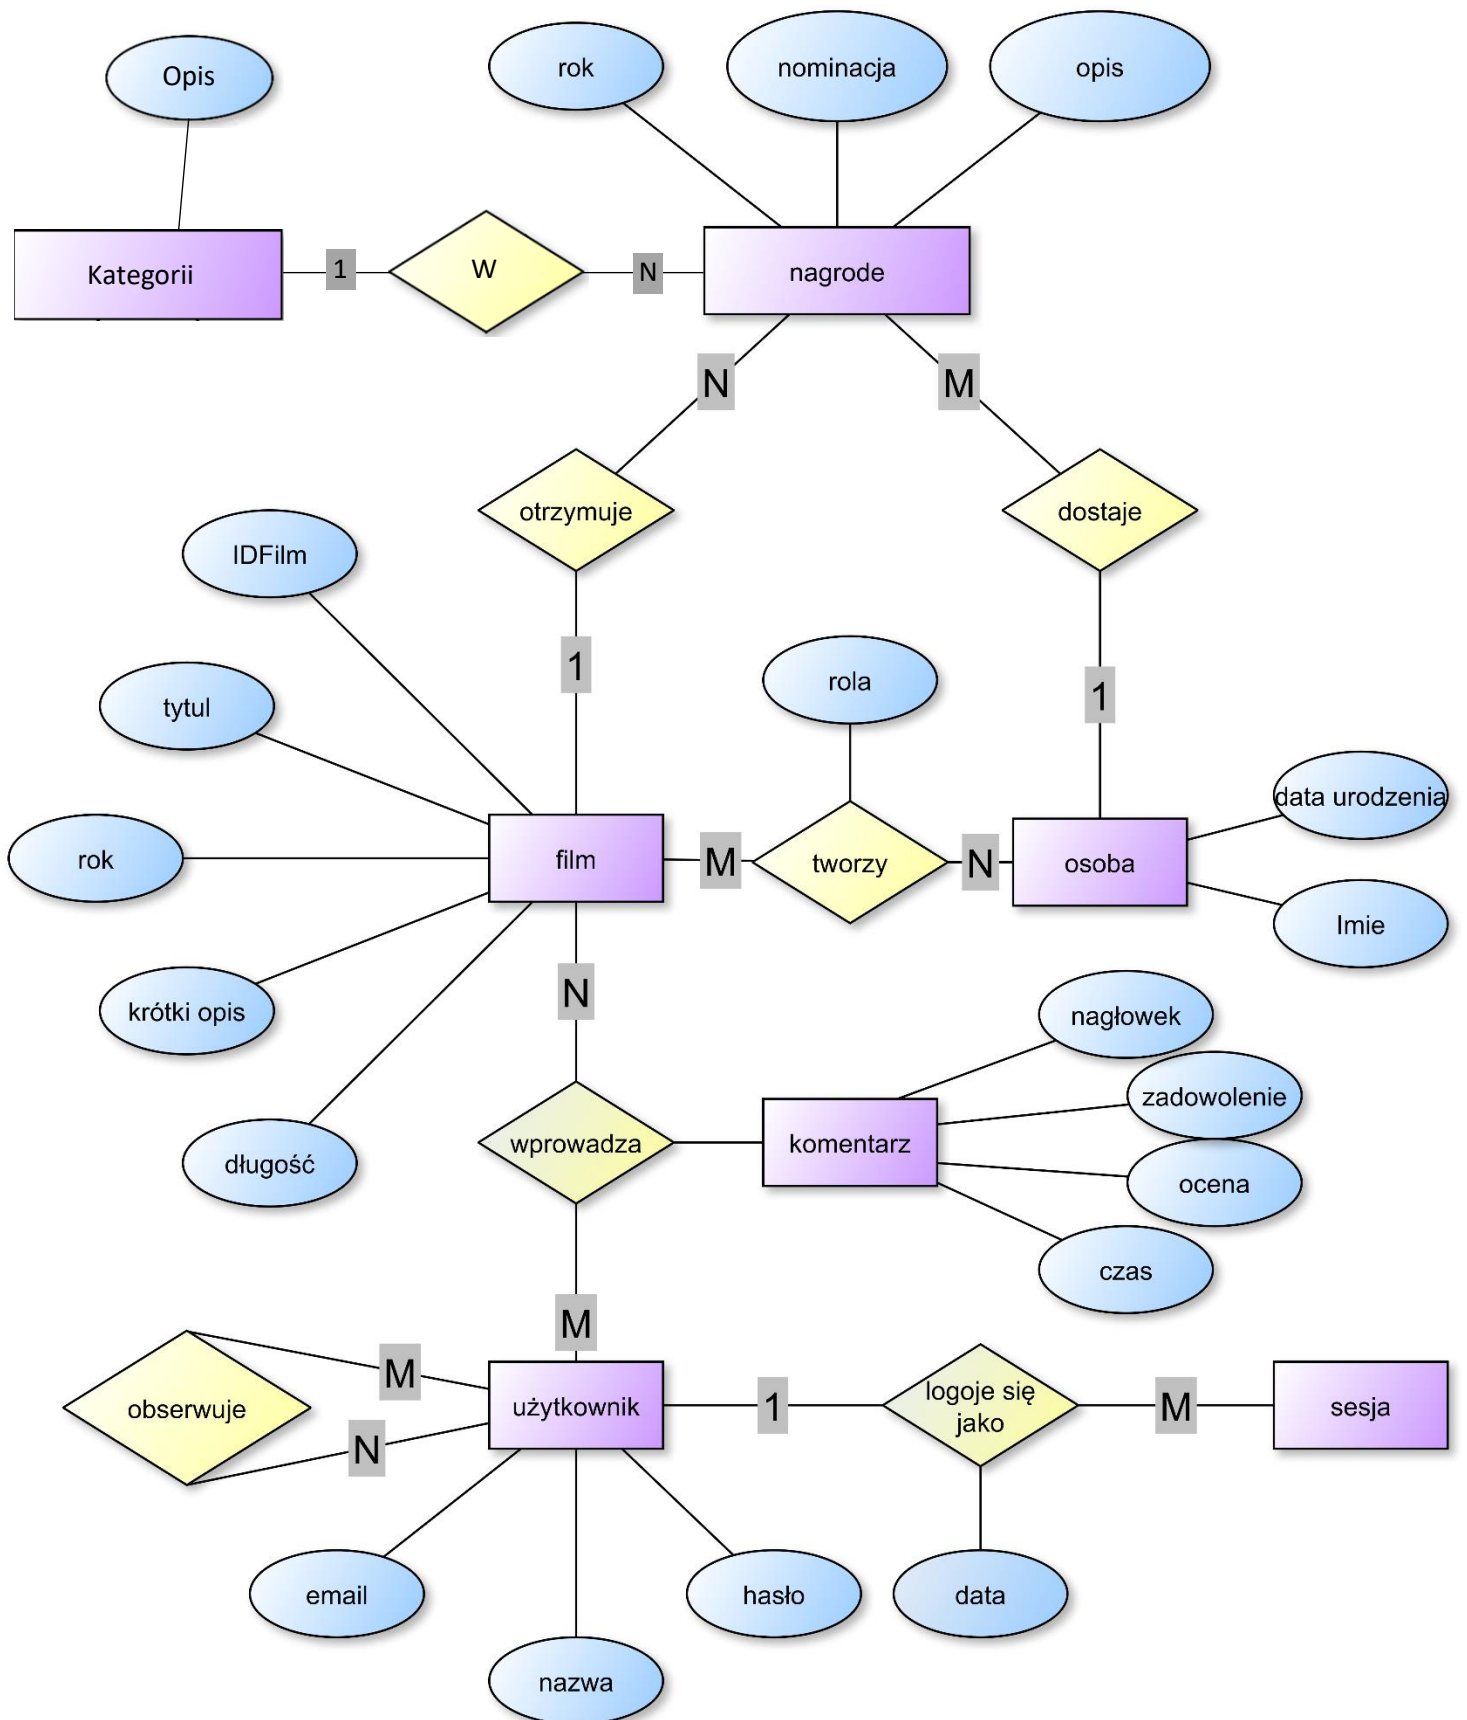 Opis
rok
nominacja
opis
Kategorii
1
W
N
nagrode
N
M
otrzymuje
dostaje
IDFilm
1
rola
1
tytul
data urodzenia
rok
film
M
tworzy
N
osoba
Imie
krótki opis
N
nagłowek
zadowolenie
długość
wprowadza
komentarz
ocena
czas
M
obserwuje
M
N
użytkownik
1
logoje się
jako
M
sesja
email
hasło
data
nazwa